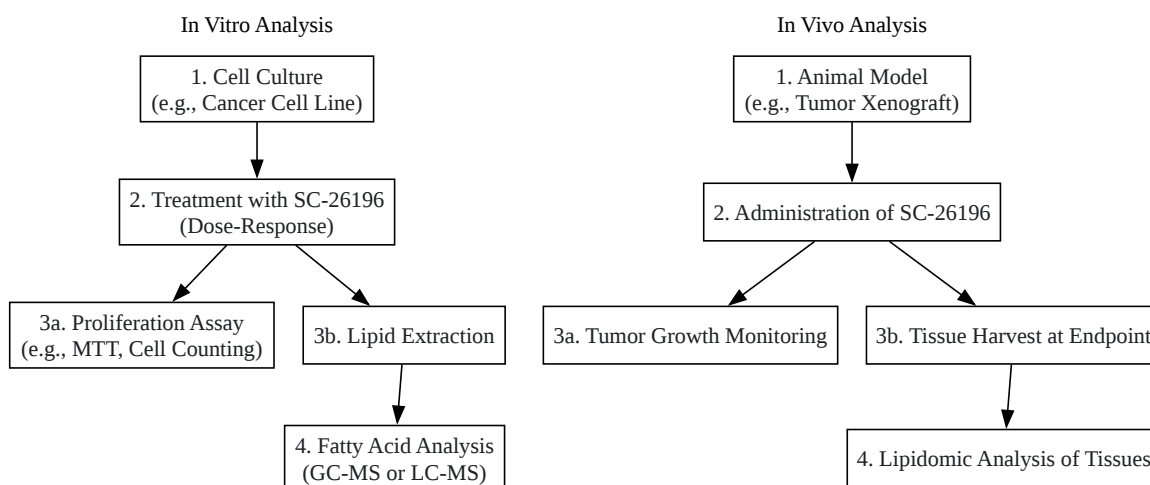 In Vitro Analysis
1. Cell Culture
(e.g., Cancer Cell Line)
2. Treatment with SC-26196
(Dose-Response)
3a. Proliferation Assay
(e.g., MTT, Cell Counting)
3b. Lipid Extraction
4. Fatty Acid Analysis
(GC-MS or LC-MS)
In Vivo Analysis
1. Animal Model
(e.g., Tumor Xenograft)
2. Administration of SC-26196
3a. Tumor Growth Monitoring
3b. Tissue Harvest at Endpoint
4. Lipidomic Analysis of Tissues